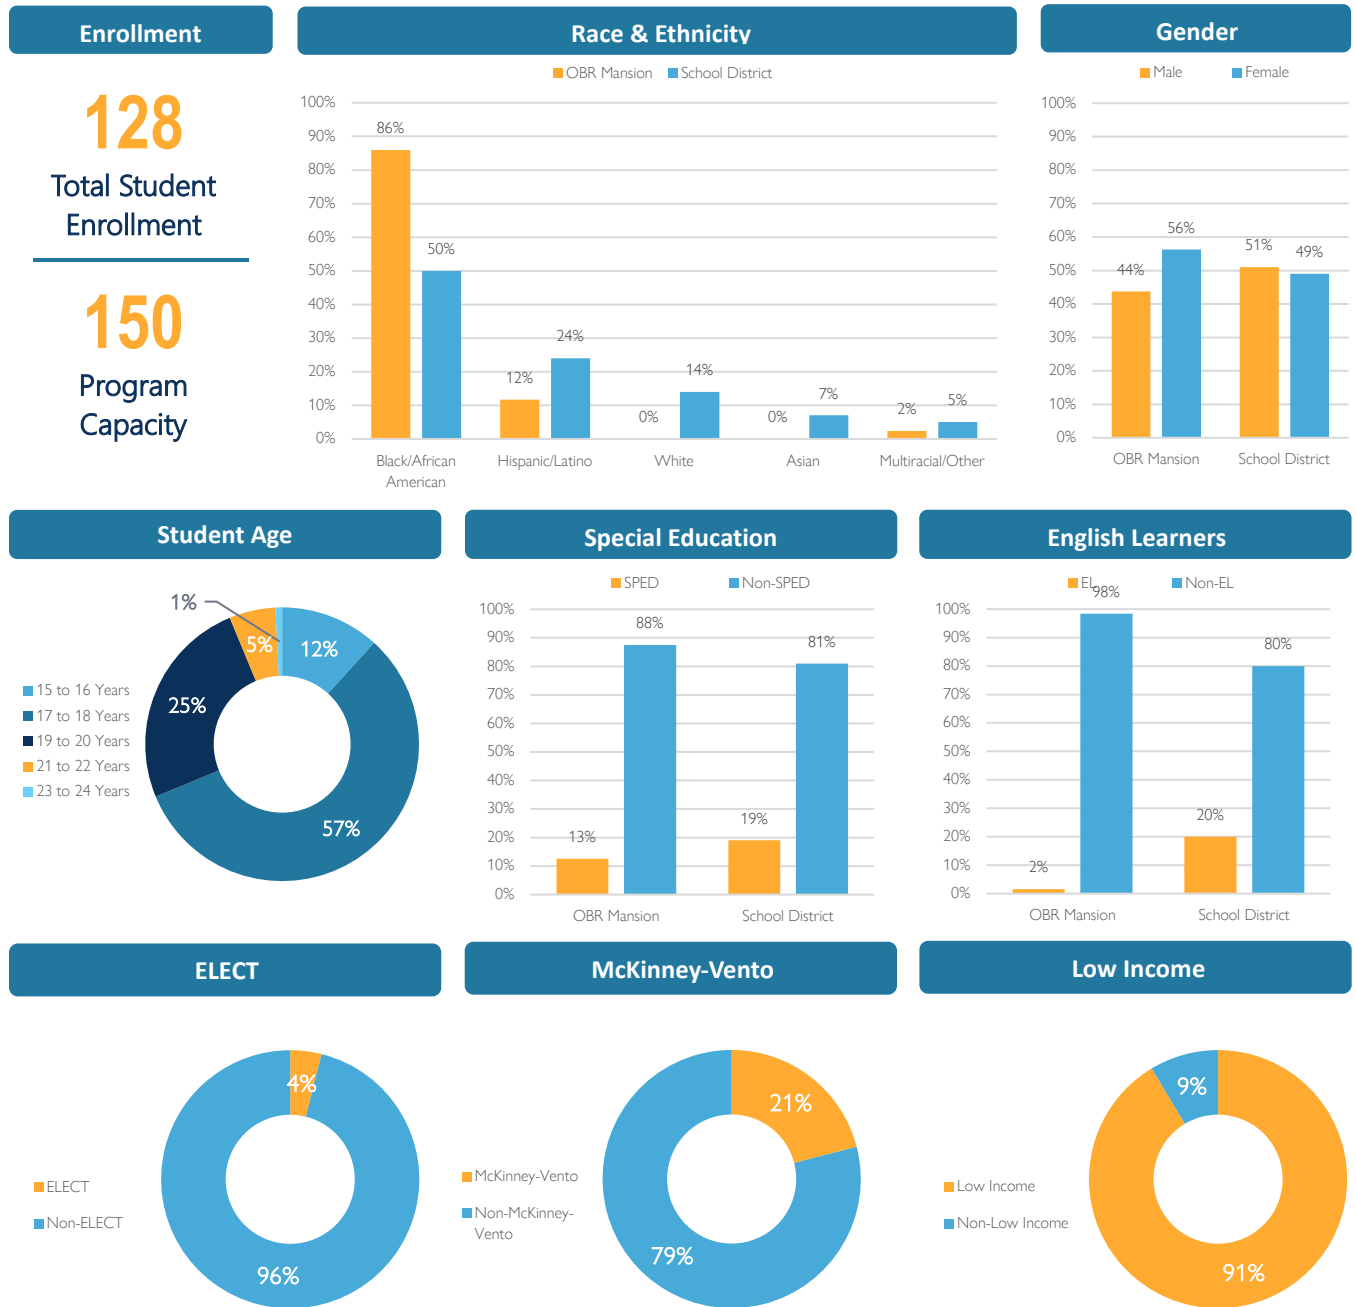 Enrollment
128
Total Student
Enrollment
150
Program
Capacity
Race & Ethnicity
OBR Mansion School District
100%
90%
80%
70%
60%
50%
40%
30%
20%
10%
0%
86%
50%
12%
24%
0%
14%
0%
7%
2%
5%
Black/African
American
Hispanic/Latino
White
Asian
Multiracial/Other
Gender
Male Female
100%
90%
80%
70%
60%
50%
40%
30%
20%
10%
0%
44%
56%
51%
49%
OBR Mansion School District
Student Age
15 to 16 Years
17 to 18 Years
19 to 20 Years
21 to 22 Years
23 to 24 Years
1%
5%
12%
25%
57%
Special Education
SPED Non-SPED
100%
90%
80%
70%
60%
50%
40%
30%
20%
10%
0%
13%
88%
19%
81%
OBR Mansion School District
English Learners
EL Non-EL
100%
90%
80%
70%
60%
50%
40%
30%
20%
10%
0%
2%
98%
20%
80%
OBR Mansion School District
ELECT
ELECT
Non-ELECT
4%
96%
McKinney-Vento
McKinney-Vento
Non-McKinney-
Vento
21%
79%
Low Income
Low Income
Non-Low Income
9%
91%